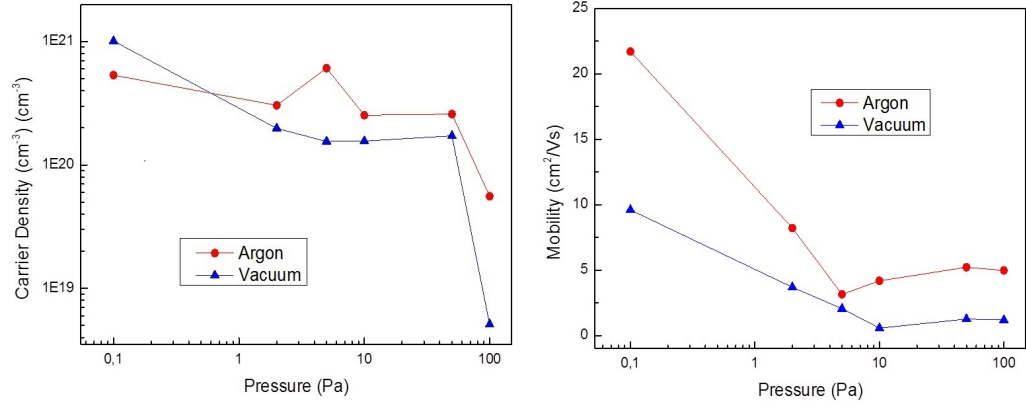 1E21
1E20
1E19
Carrier Density (cm-3) (cm-3)
Argon
Vacuum
0,1
1
10
100
Pressure (Pa)
25
20
15
10
5
0
Mobility (cm2/Vs)
Argon
Vacuum
0,1
1
10
100
Pressure (Pa)